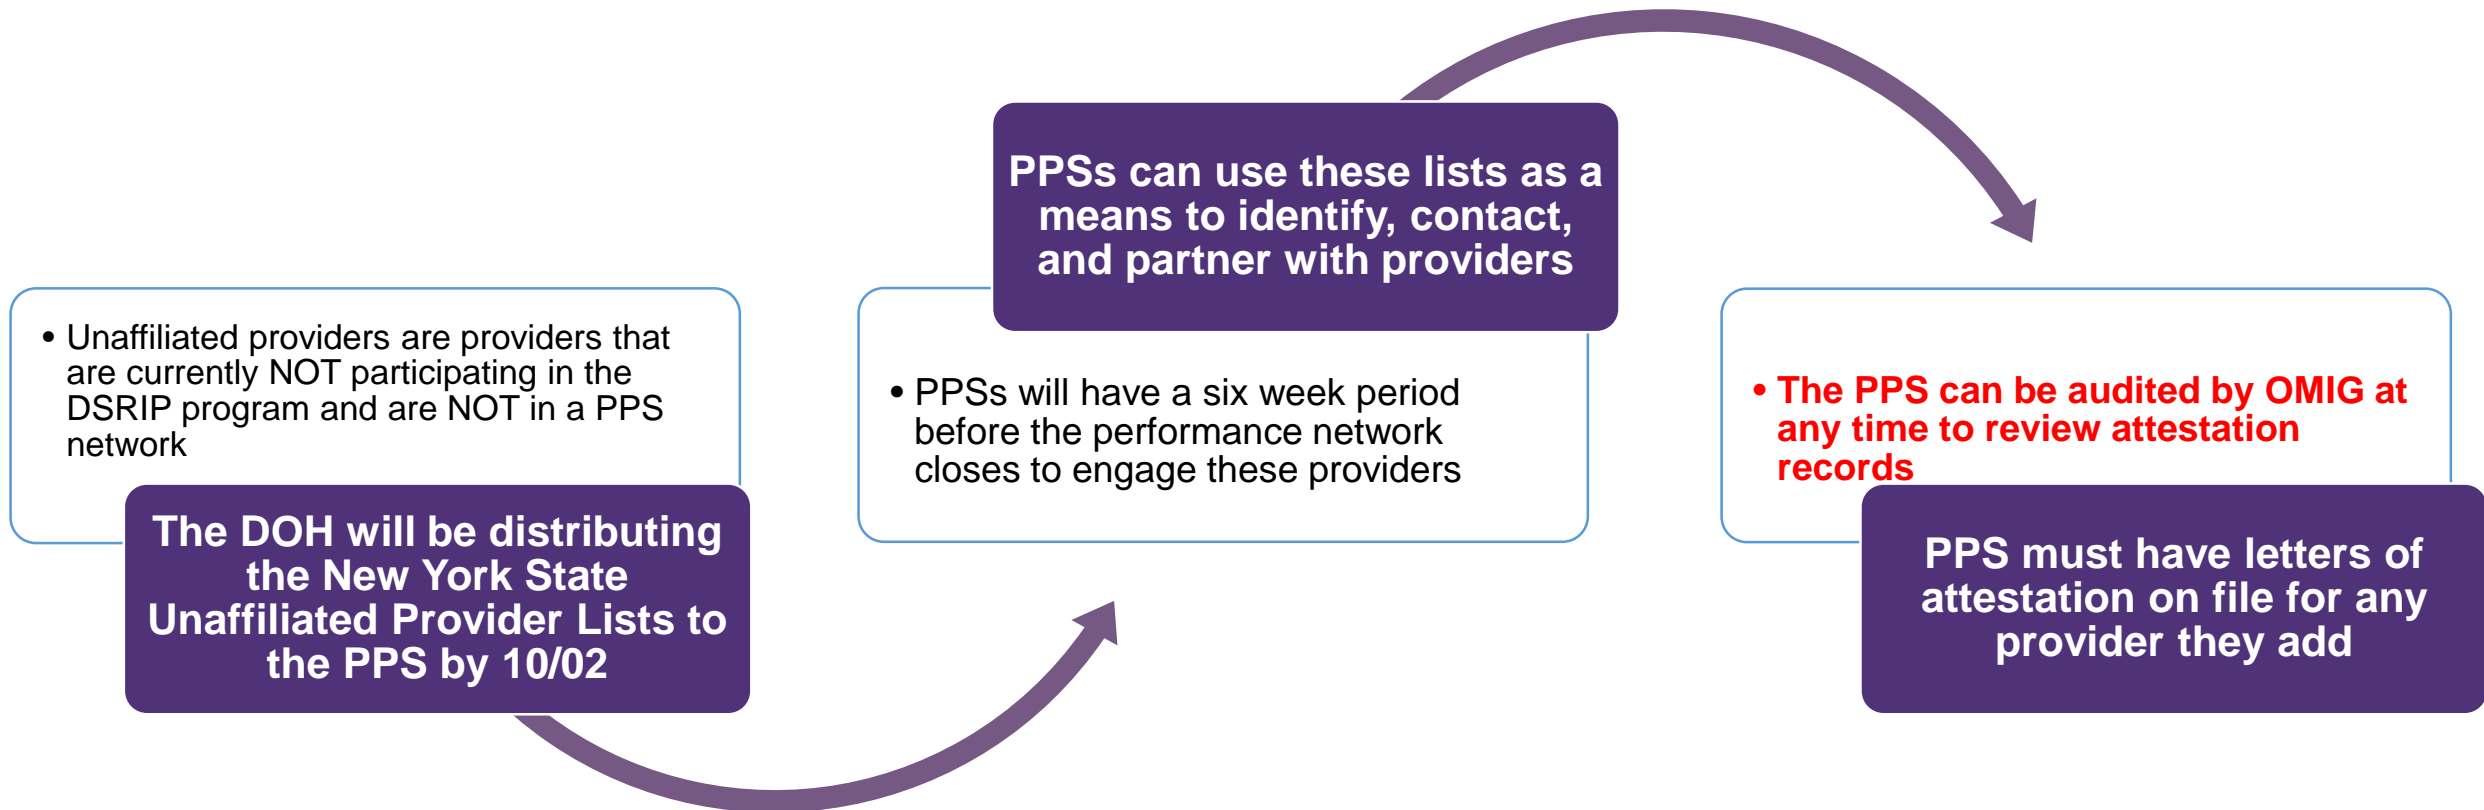 • Unaffiliated providers are providers that
are currently NOT participating in the
DSRIP program and are NOT in a PPS
network
The DOH will be distributing
the New York State
Unaffiliated Provider Lists to
the PPS by 10/02
PPSs can use these lists as a
means to identify, contact,
and partner with providers
• PPSs will have a six week period
before the performance network
closes to engage these providers
• The PPS can be audited by OMIG at
any time to review attestation
records
PPS must have letters of
attestation on file for any
provider they add